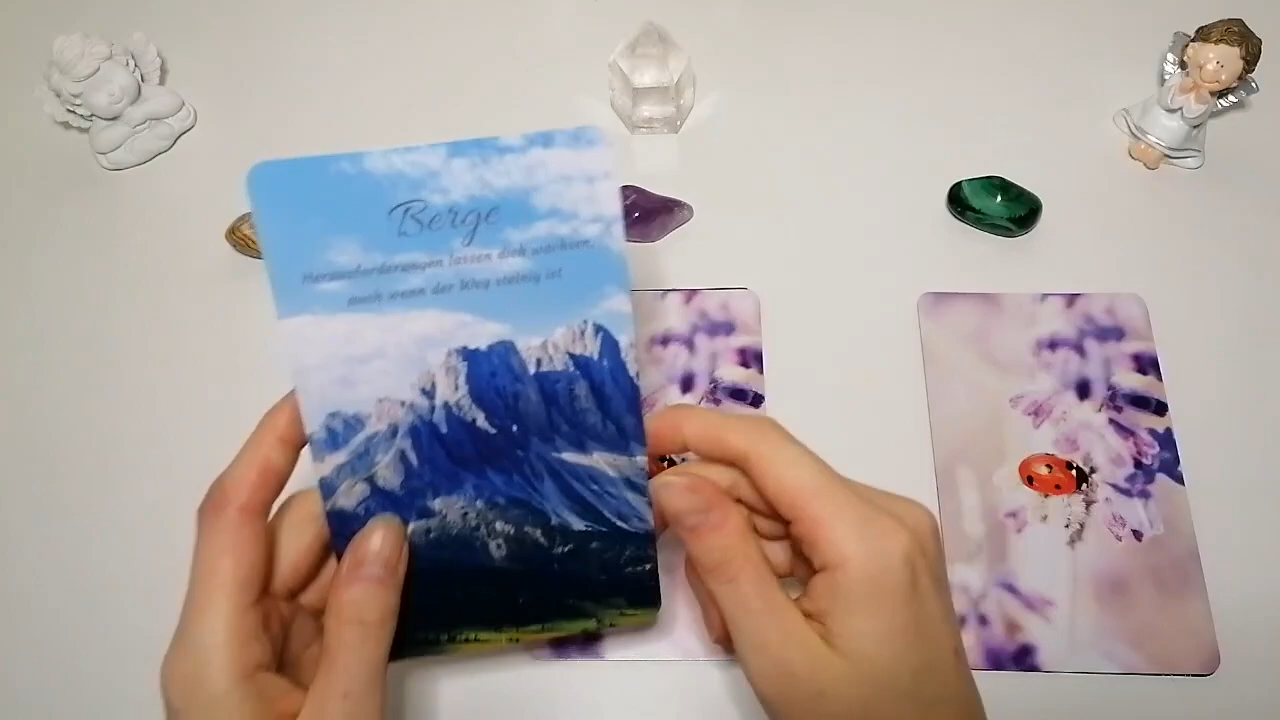 Berge
Herausforderungen lassen dich wachsen,
auch wenn der Weg steinig ist